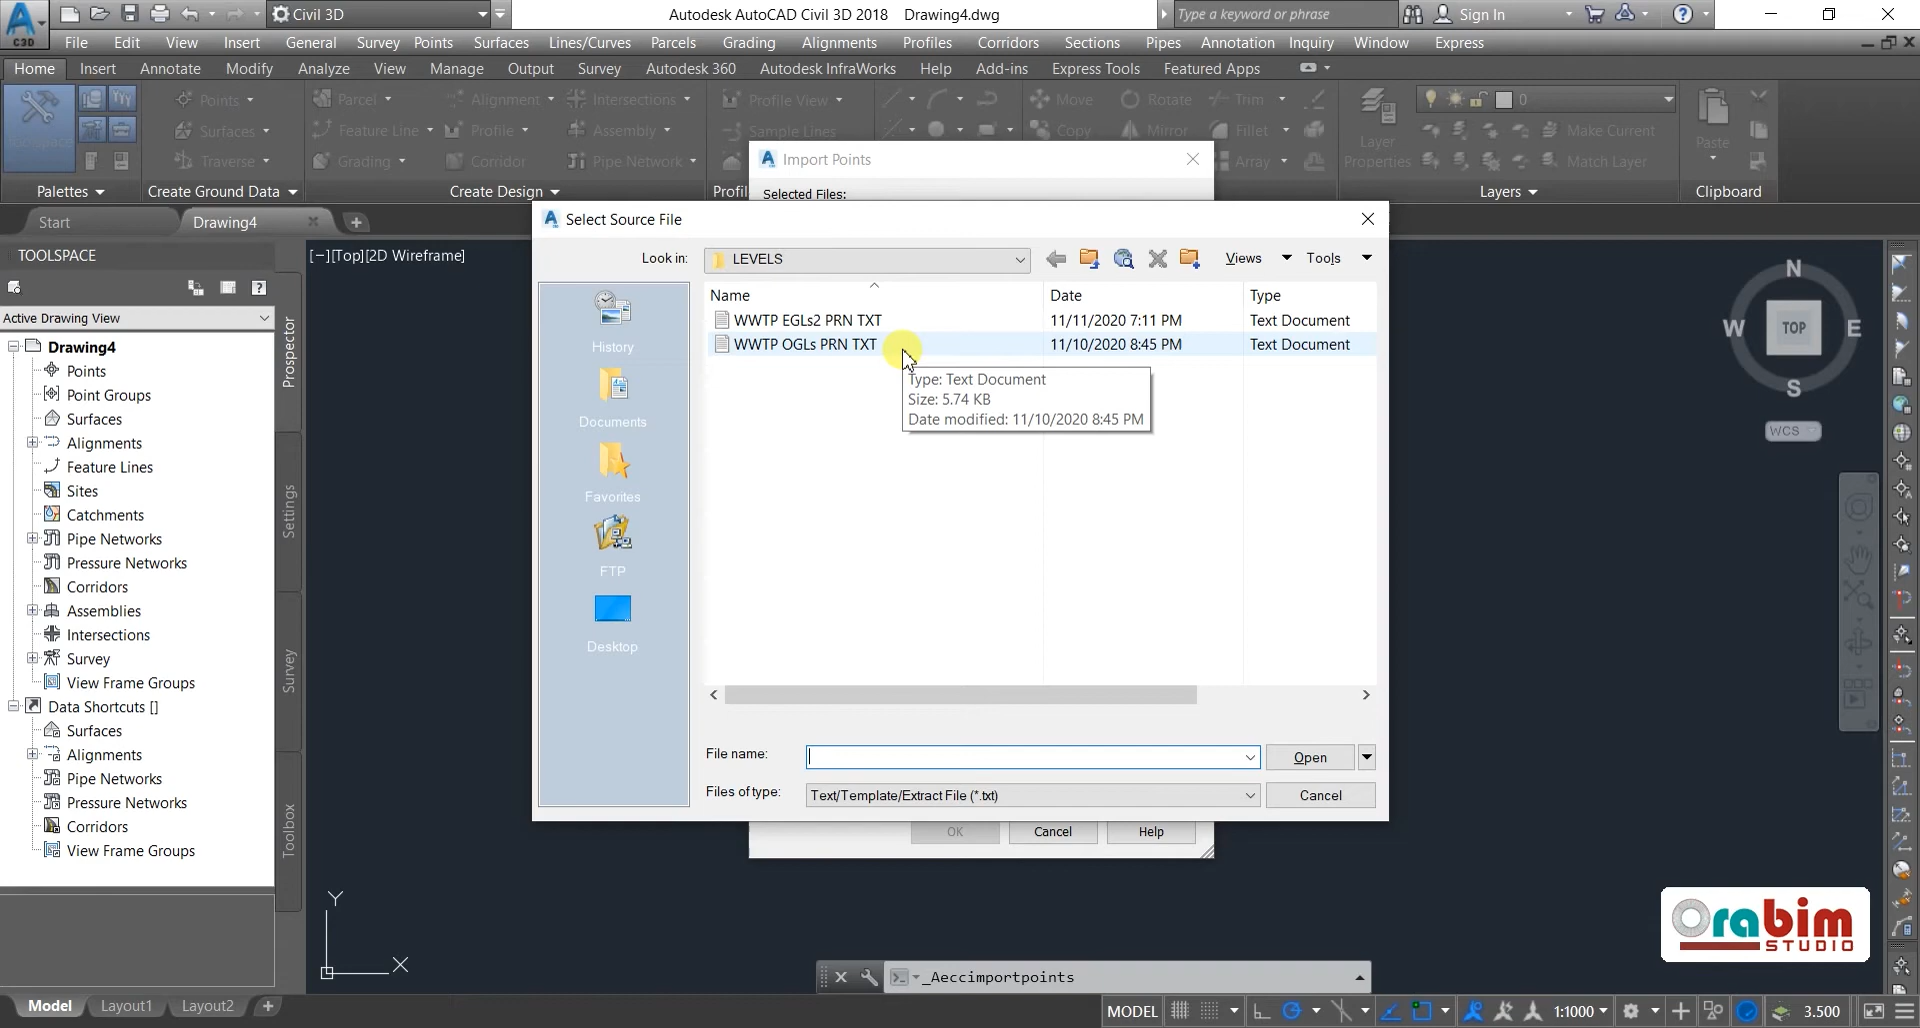 Civil 3D
Autodesk AutoCAD Civil 3D 2018 Drawing4.dwg
Type a keyword or phrase
Sign In
C3D
File Edit View Insert General Survey Points Surfaces Lines/Curves Parcels Grading Alignments Profiles Corridors Sections Pipes Annotation Inquiry Window Express
Home Insert Annotate Modify Analyze View Manage Output Survey Autodesk 360 Autodesk InfraWorks Help Add-ins Express Tools Featured Apps
Points Parcel Alignment Intersections Profile View Move Rotate Trim 0
Surfaces Feature Line Profile Assembly Sample Lines Copy Mirror Fillet Layer Properties Make Current Paste
Traverse Grading Corridor Pipe Network Array Match Layer
Palettes Create Ground Data Create Design Profil Layers Clipboard
Import Points
Selected Files:
Start Drawing4
TOOLSPACE
Active Drawing View
Drawing4
Points
Point Groups
Surfaces
Alignments
Feature Lines
Sites
Catchments
Pipe Networks
Pressure Networks
Corridors
Assemblies
Intersections
Survey
View Frame Groups
Data Shortcuts []
Surfaces
Alignments
Pipe Networks
Pressure Networks
Corridors
View Frame Groups
Prospector
Settings
Survey
Toolbox
[−][Top][2D Wireframe]
Select Source File
Look in: LEVELS Views Tools
History
Documents
Favorites
FTP
Desktop
Name Date Type
WWTP EGLs2 PRN TXT 11/11/2020 7:11 PM Text Document
WWTP OGLs PRN TXT 11/10/2020 8:45 PM Text Document
Type: Text Document
Size: 5.74 KB
Date modified: 11/10/2020 8:45 PM
File name: Open
Files of type: Text/Template/Extract File (*.txt) Cancel
OK Cancel Help
N
W TOP E
S
WCS
Orabim
STUDIO
Y
X
_Aeccimportpoints
Model Layout1 Layout2
MODEL 1:1000 3.500